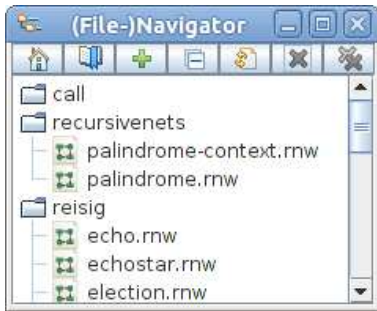 (File-)Navigator
call
recursivenets
palindrome-context.rnw
palindrome.rnw
reisig
echo.rnw
echostar.rnw
election.rnw